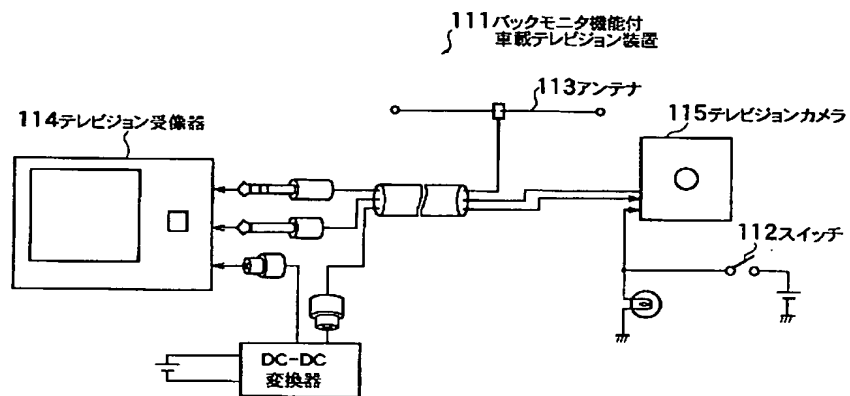 111バックモニタ機能付
車載テレビジョン装置
113アンテナ
114テレビジョン受像器
115テレビジョンカメラ
112スイッチ
DC-DC
変換器